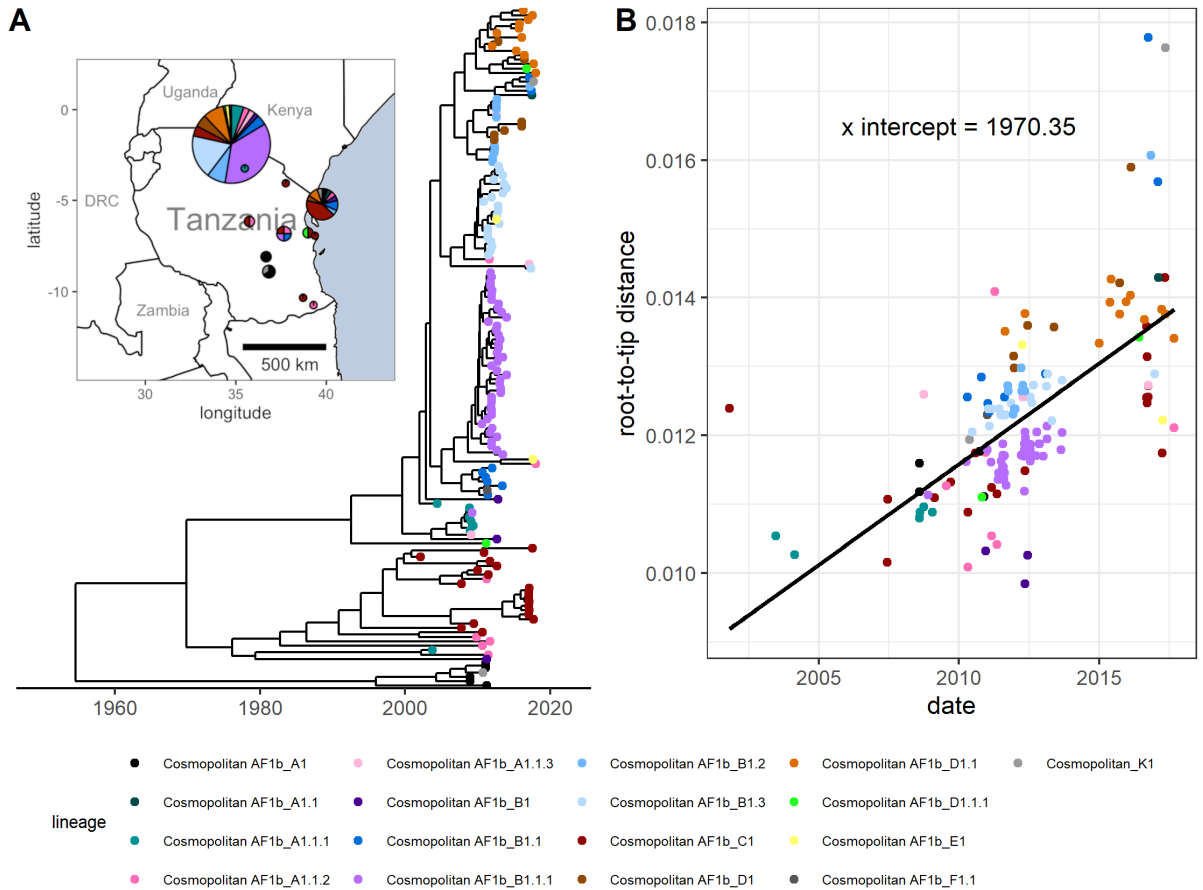 A
B
Uganda
Kenya
DRC
Tanzania
Zambia
500 km
0
-5
-10
latitude
30
35
40
longitude
1960
1980
2000
2020
x intercept = 1970.35
0.018
0.016
0.014
0.012
0.010
root-to-tip distance
2005
2010
2015
date
lineage
Cosmopolitan AF1b_A1
Cosmopolitan AF1b_A1.1
Cosmopolitan AF1b_A1.1.1
Cosmopolitan AF1b_A1.1.2
Cosmopolitan AF1b_A1.1.3
Cosmopolitan AF1b_B1
Cosmopolitan AF1b_B1.1
Cosmopolitan AF1b_B1.1.1
Cosmopolitan AF1b_B1.2
Cosmopolitan AF1b_B1.3
Cosmopolitan AF1b_C1
Cosmopolitan AF1b_D1
Cosmopolitan AF1b_D1.1
Cosmopolitan AF1b_D1.1.1
Cosmopolitan AF1b_E1
Cosmopolitan AF1b_F1.1
Cosmopolitan_K1